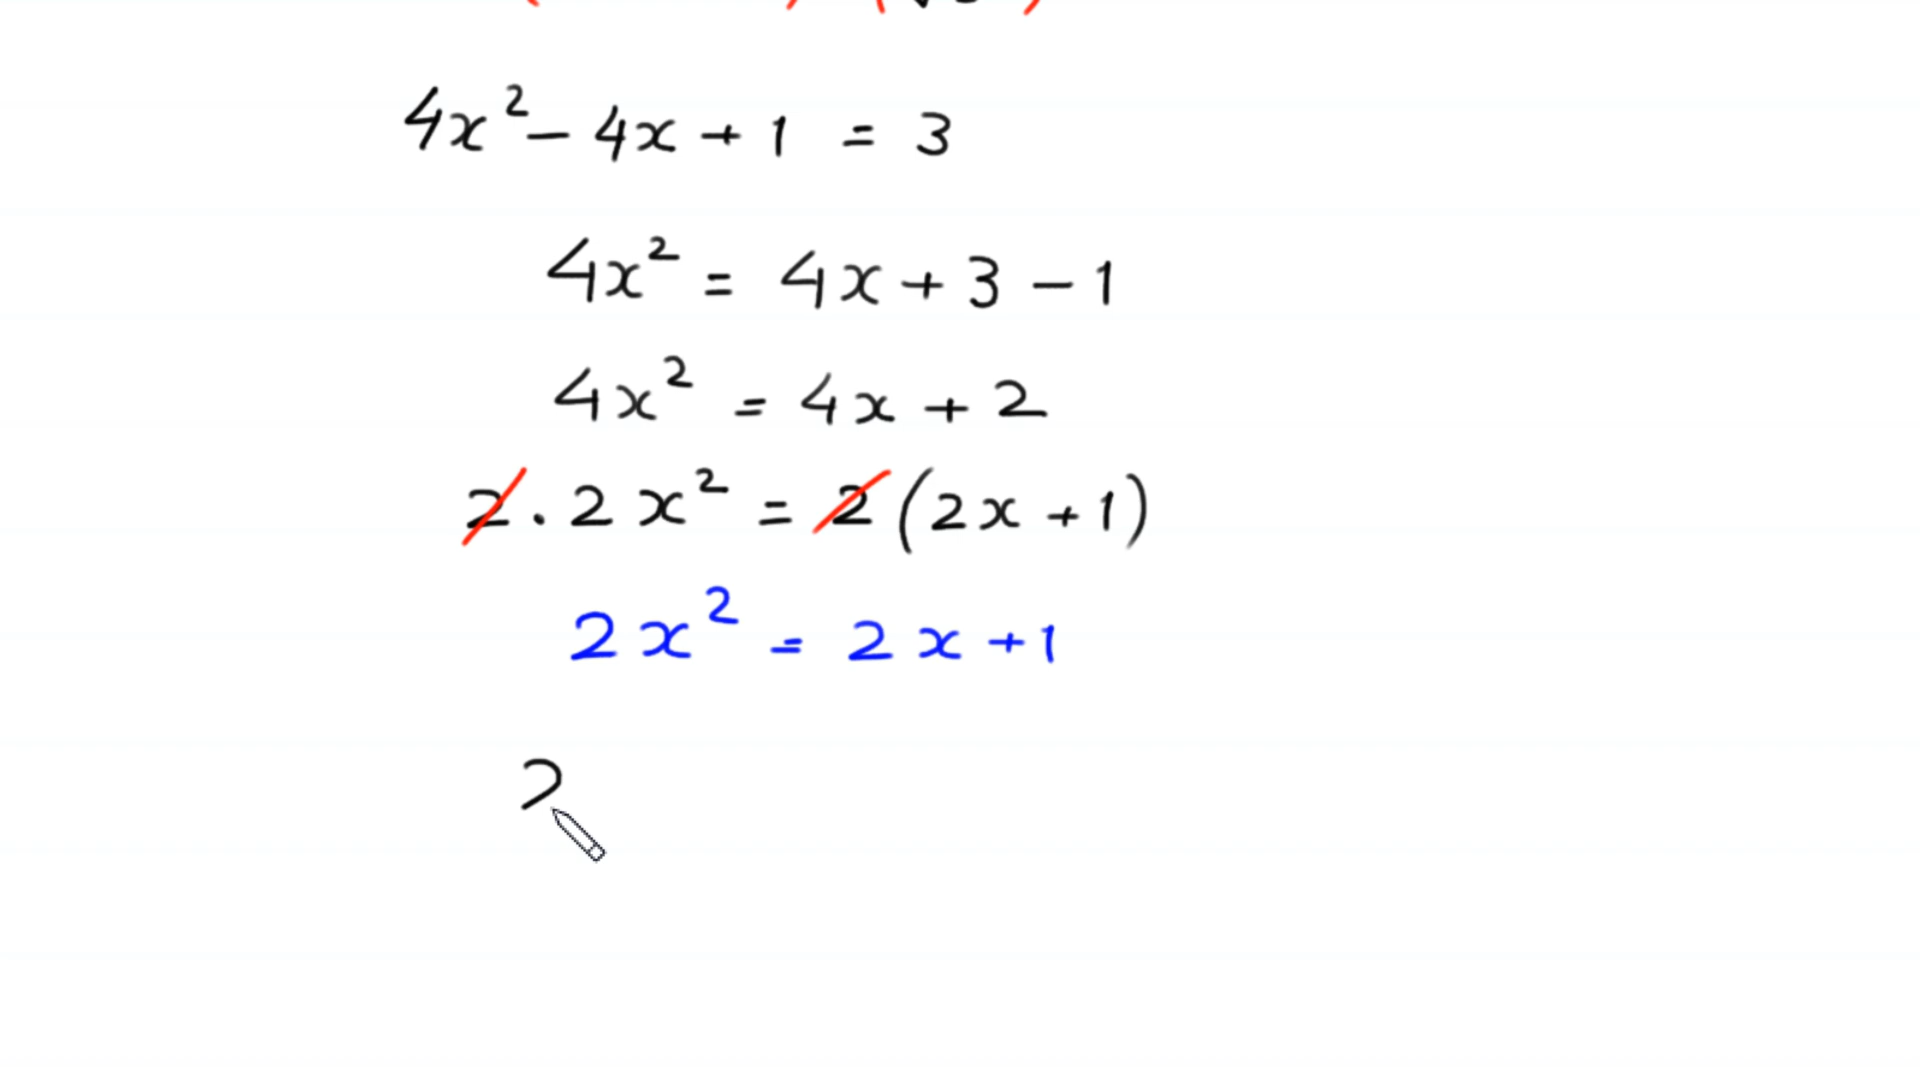 4x² - 4x + 1 = 3
4x² = 4x + 3 - 1
4x² = 4x + 2
2 · 2x² = 2(2x + 1)
2x² = 2x + 1
2